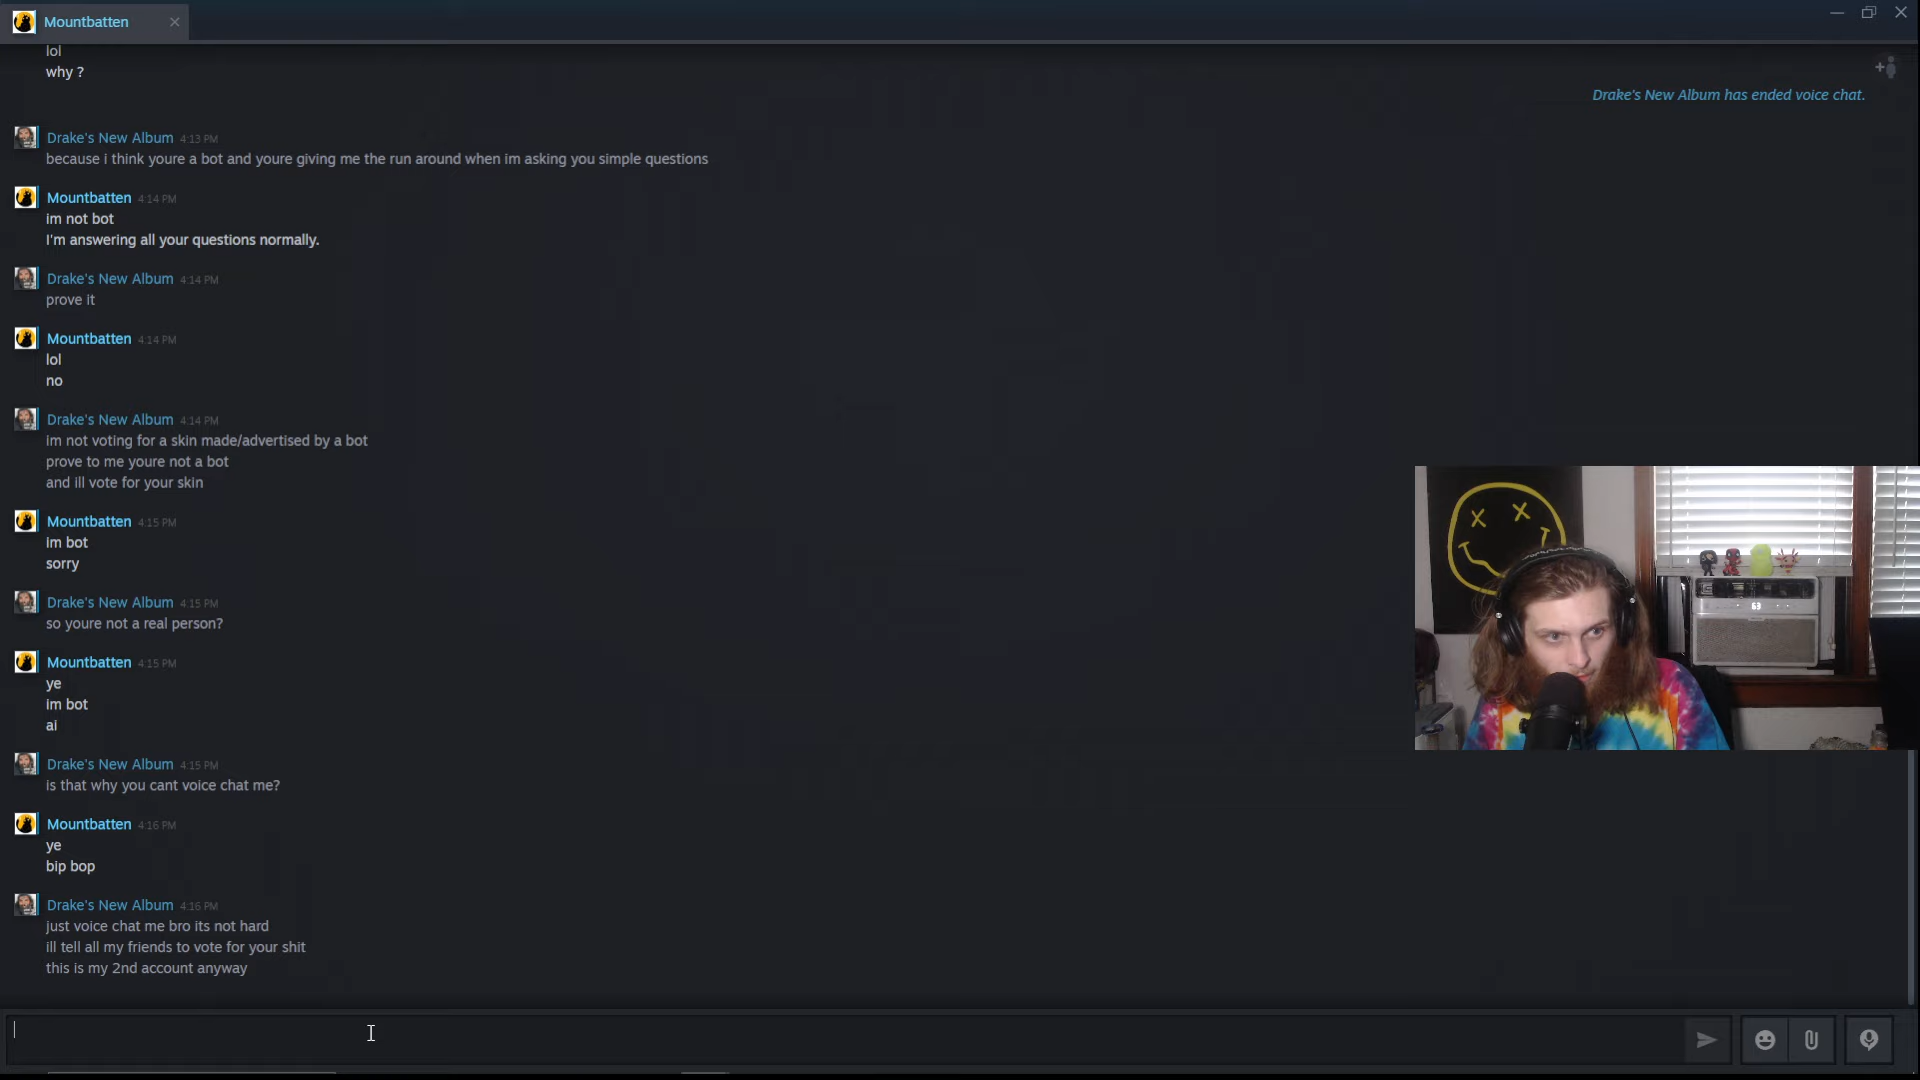 Mountbatten
lol
why ?
Drake's New Album has ended voice chat.
Drake's New Album 4:13 PM
because i think youre a bot and youre giving me the run around when im asking you simple questions
Mountbatten 4:14 PM
im not bot
I'm answering all your questions normally.
Drake's New Album 4:14 PM
prove it
Mountbatten 4:14 PM
lol
no
Drake's New Album 4:14 PM
im not voting for a skin made/advertised by a bot
prove to me youre not a bot
and ill vote for your skin
Mountbatten 4:15 PM
im bot
sorry
Drake's New Album 4:15 PM
so youre not a real person?
Mountbatten 4:15 PM
ye
im bot
ai
Drake's New Album 4:15 PM
is that why you cant voice chat me?
Mountbatten 4:16 PM
ye
bip bop
Drake's New Album 4:16 PM
just voice chat me bro its not hard
ill tell all my friends to vote for your shit
this is my 2nd account anyway
63